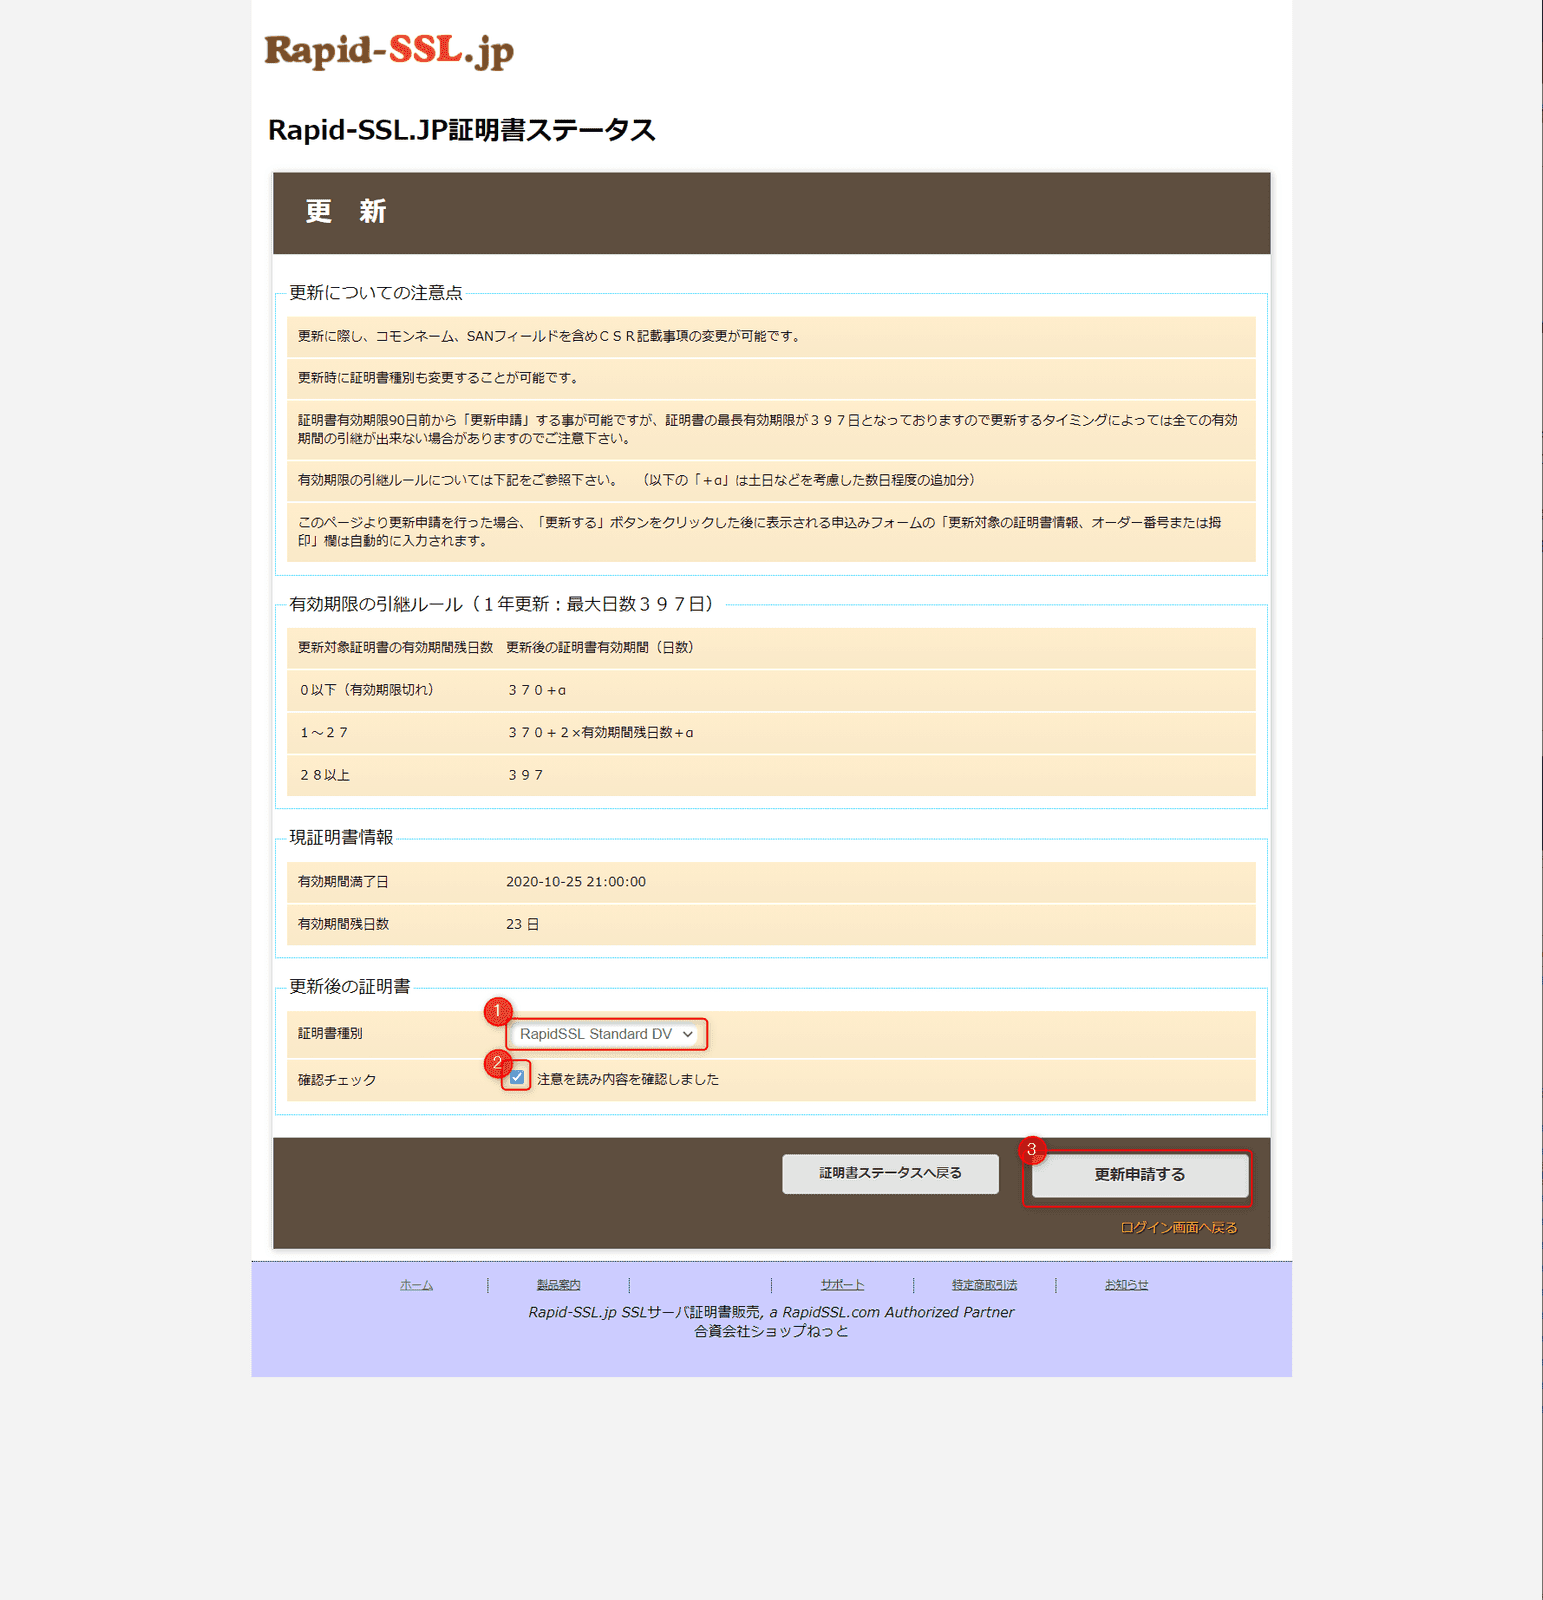 Rapid-SSL.jp
Rapid-SSL.JP証明書ステータス
更　新
更新についての注意点
更新に際し、コモンネーム、SANフィールドを含めＣＳＲ記載事項の変更が可能です。
更新時に証明書種別も変更することが可能です。
証明書有効期限90日前から「更新申請」する事が可能ですが、証明書の最長有効期限が３９７日となっておりますので更新するタイミングによっては全ての有効
期間の引継が出来ない場合がありますのでご注意下さい。
有効期限の引継ルールについては下記をご参照下さい。　（以下の「＋α」は土日などを考慮した数日程度の追加分）
このページより更新申請を行った場合、「更新する」ボタンをクリックした後に表示される申込みフォームの「更新対象の証明書情報、オーダー番号または拇
印」欄は自動的に入力されます。
有効期限の引継ルール（１年更新：最大日数３９７日）
更新対象証明書の有効期間残日数　更新後の証明書有効期間（日数）
０以下（有効期限切れ）　３７０＋α
１～２７　３７０＋２×有効期間残日数＋α
２８以上　３９７
現証明書情報
有効期間満了日　2020-10-25 21:00:00
有効期間残日数　23 日
更新後の証明書
1
証明書種別　RapidSSL Standard DV
2
確認チェック　注意を読み内容を確認しました
3
証明書ステータスへ戻る　更新申請する
ログイン画面へ戻る
ホーム　製品案内　サポート　特定商取引法　お知らせ
Rapid-SSL.jp SSLサーバ証明書販売, a RapidSSL.com Authorized Partner
合資会社ショップねっと